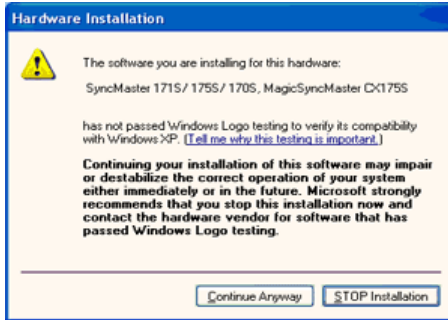 Hardware Installation
The software you are installing for this hardware:
SyncMaster 171S/ 175S/ 170S, MagicSyncMaster CX175S
has not passed Windows Logo testing to verify its compatibility
with Windows XP. (Tell me why this testing is important.)
Continuing your installation of this software may impair
or destabilize the correct operation of your system
either immediately or in the future. Microsoft strongly
recommends that you stop this installation now and
contact the hardware vendor for software that has
passed Windows Logo testing.
Continue Anyway
STOP Installation